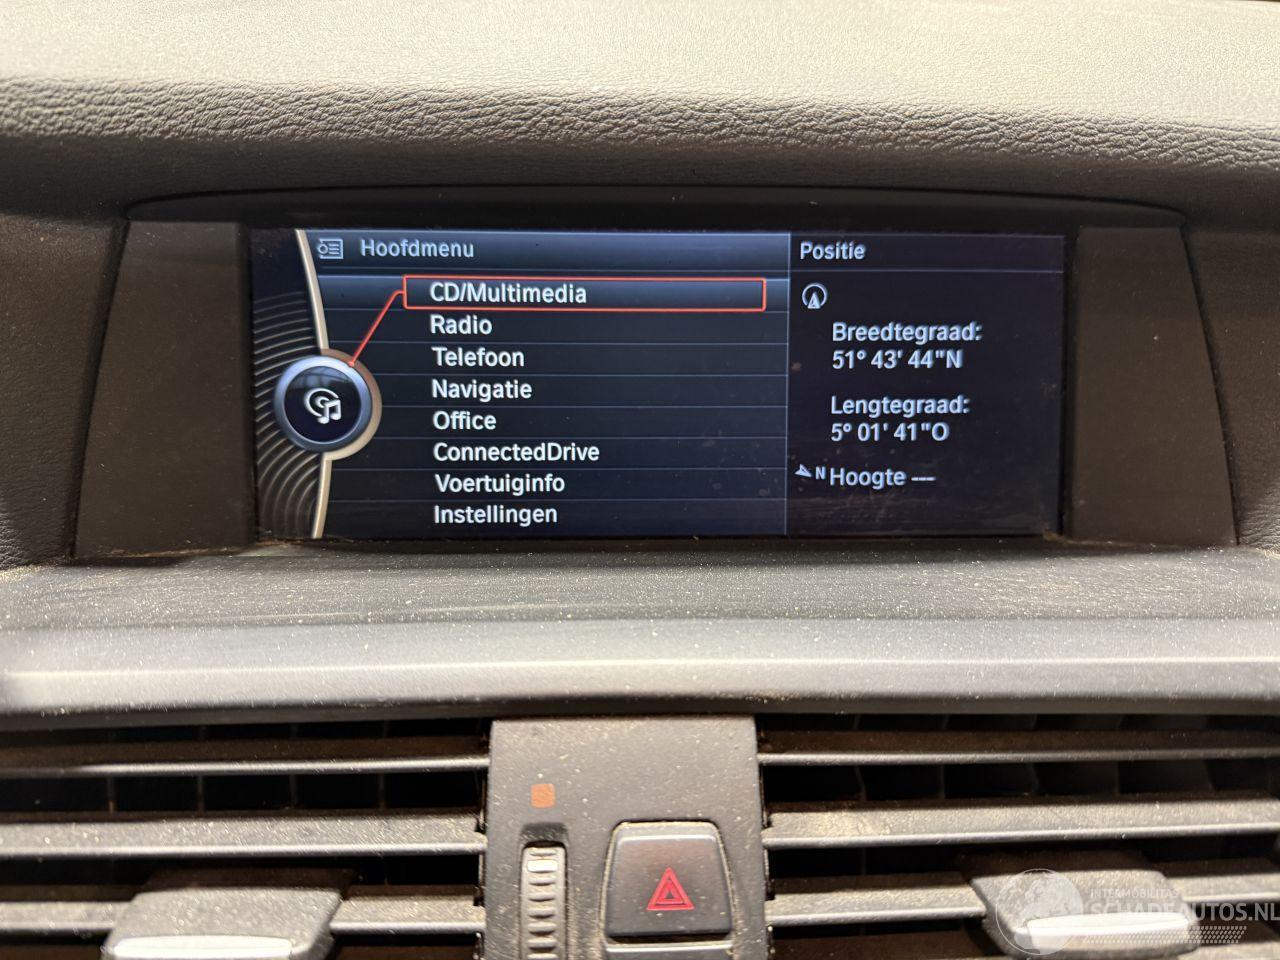 Hoofdmenu
CD/Multimedia
Radio
Telefoon
Navigatie
Office
ConnectedDrive
Voertuiginfo
Instellingen
Positie
Breedtegraad:
51° 43' 44"N
Lengtegraad:
5° 01' 41"O
N Hoogte ---
INTERMOBILITAS
SCHADEAUTOS.NL